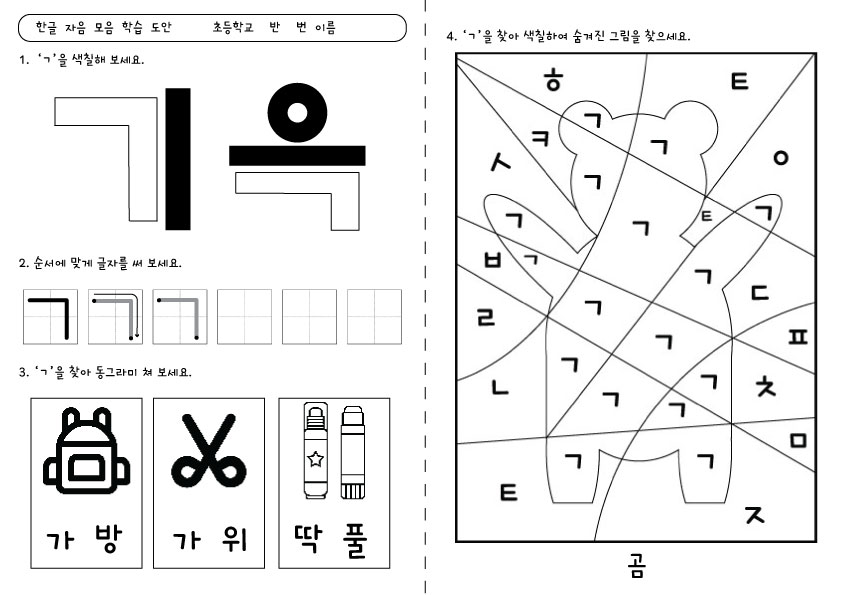 한글 자음 모음 학습 도안 초등학교 반 번 이름
1. ‘ㄱ’을 색칠해 보세요.
기 윽
2. 순서에 맞게 글자를 써 보세요.
ㄱ ㄱ ㄱ
3. ‘ㄱ’을 찾아 동그라미 쳐 보세요.
가 방
가 위
딱 풀
4. ‘ㄱ’을 찾아 색칠하여 숨겨진 그림을 찾으세요.
ㅎ ㅌ
ㄱ
ㅋ ㄱ
ㅅ ㅇ
ㄱ
ㄱ ㄱ ㅌ ㄱ
ㅂ ㄱ
ㄱ ㄷ
ㄹ ㄱ
ㄱ ㅍ
ㄱ
ㄴ ㄱ ㄱ ㅊ
ㄱ
ㅁ
ㄱ ㄱ
ㅌ
ㅈ
곰